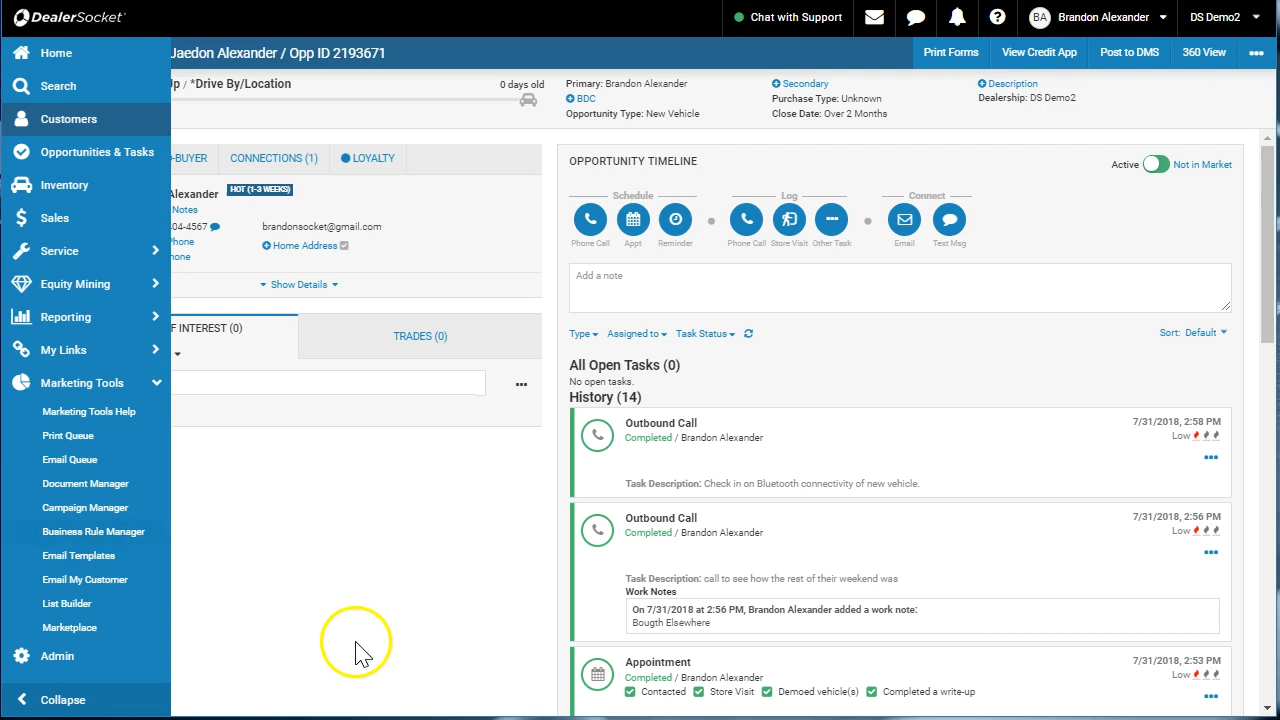 DealerSocket
Chat with Support
BA
Brandon Alexander
DS Demo2
Home
Search
Customers
Opportunities & Tasks
Inventory
Sales
Service
Equity Mining
Reporting
My Links
Marketing Tools
Marketing Tools Help
Print Queue
Email Queue
Document Manager
Campaign Manager
Business Rule Manager
Email Templates
Email My Customer
List Builder
Marketplace
Admin
Collapse
Jaedon Alexander / Opp ID 2193671
Print Forms
View Credit App
Post to DMS
360 View
Up / *Drive By/Location
0 days old
Primary: Brandon Alexander
BDC
Opportunity Type: New Vehicle
Secondary
Purchase Type: Unknown
Close Date: Over 2 Months
Description
Dealership: DS Demo2
-BUYER
CONNECTIONS (1)
LOYALTY
Alexander
HOT (1-3 WEEKS)
Notes
04-4567
brandonsocket@gmail.com
Phone
Home Address
hone
Show Details
F INTEREST (0)
TRADES (0)
OPPORTUNITY TIMELINE
Active
Not in Market
Schedule
Log
Connect
Phone Call
Appt
Reminder
Phone Call
Store Visit
Other Task
Email
Text Msg
Add a note
Type
Assigned to
Task Status
Sort: Default
All Open Tasks (0)
No open tasks.
History (14)
Outbound Call
7/31/2018, 2:58 PM
Completed / Brandon Alexander
Low
Task Description: Check in on Bluetooth connectivity of new vehicle.
Outbound Call
7/31/2018, 2:56 PM
Completed / Brandon Alexander
Low
Task Description: call to see how the rest of their weekend was
Work Notes
On 7/31/2018 at 2:56 PM, Brandon Alexander added a work note:
Bougth Elsewhere
Appointment
7/31/2018, 2:53 PM
Completed / Brandon Alexander
Low
Contacted
Store Visit
Demoed vehicle(s)
Completed a write-up